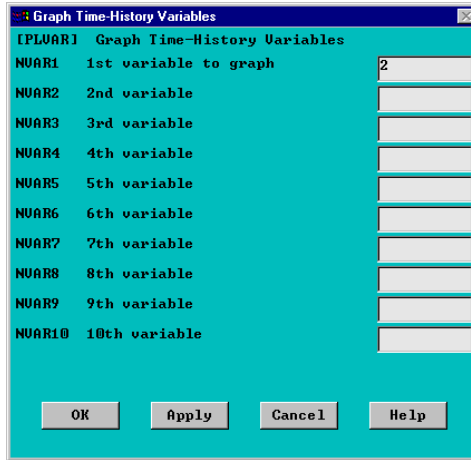 Graph Time-History Variables
[PLVAR] Graph Time-History Variables
NVAR1 1st variable to graph 2
NVAR2 2nd variable
NVAR3 3rd variable
NVAR4 4th variable
NVAR5 5th variable
NVAR6 6th variable
NVAR7 7th variable
NVAR8 8th variable
NVAR9 9th variable
NVAR10 10th variable
OK Apply Cancel Help